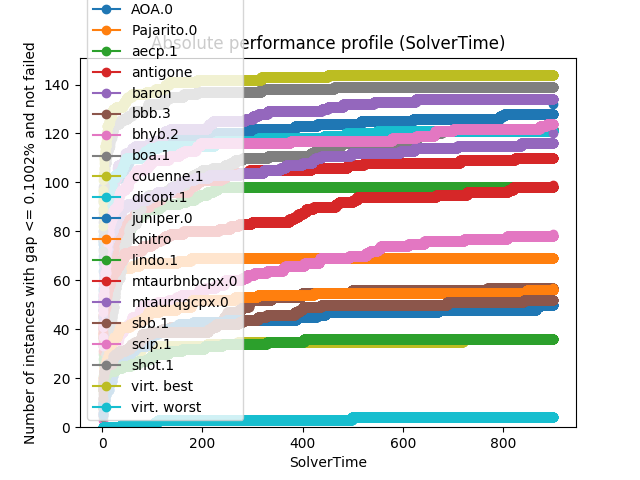 Absolute performance profile (SolverTime)
Number of instances with gap <= 0.1002% and not failed
140
120
100
80
60
40
20
0
0 200 400 600 800
SolverTime
AOA.0
Pajarito.0
aecp.1
antigone
baron
bbb.3
bhyb.2
boa.1
couenne.1
dicopt.1
juniper.0
knitro
lindo.1
mtaurbnbcpx.0
mtaurqgcpx.0
sbb.1
scip.1
shot.1
virt. best
virt. worst